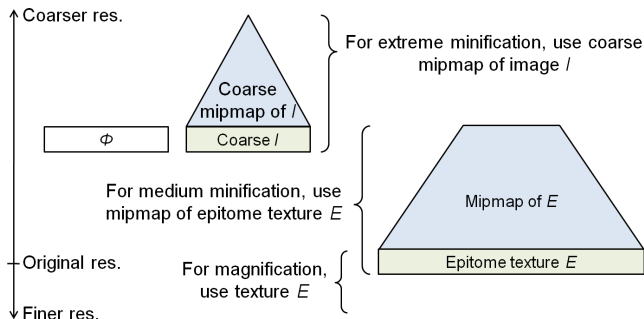 Coarser res.
For extreme minification, use coarse
mipmap of image I
Coarse
mipmap of I
Φ
Coarse I
For medium minification, use
mipmap of epitome texture E
Mipmap of E
Original res.
Epitome texture E
For magnification,
use texture E
Finer res.